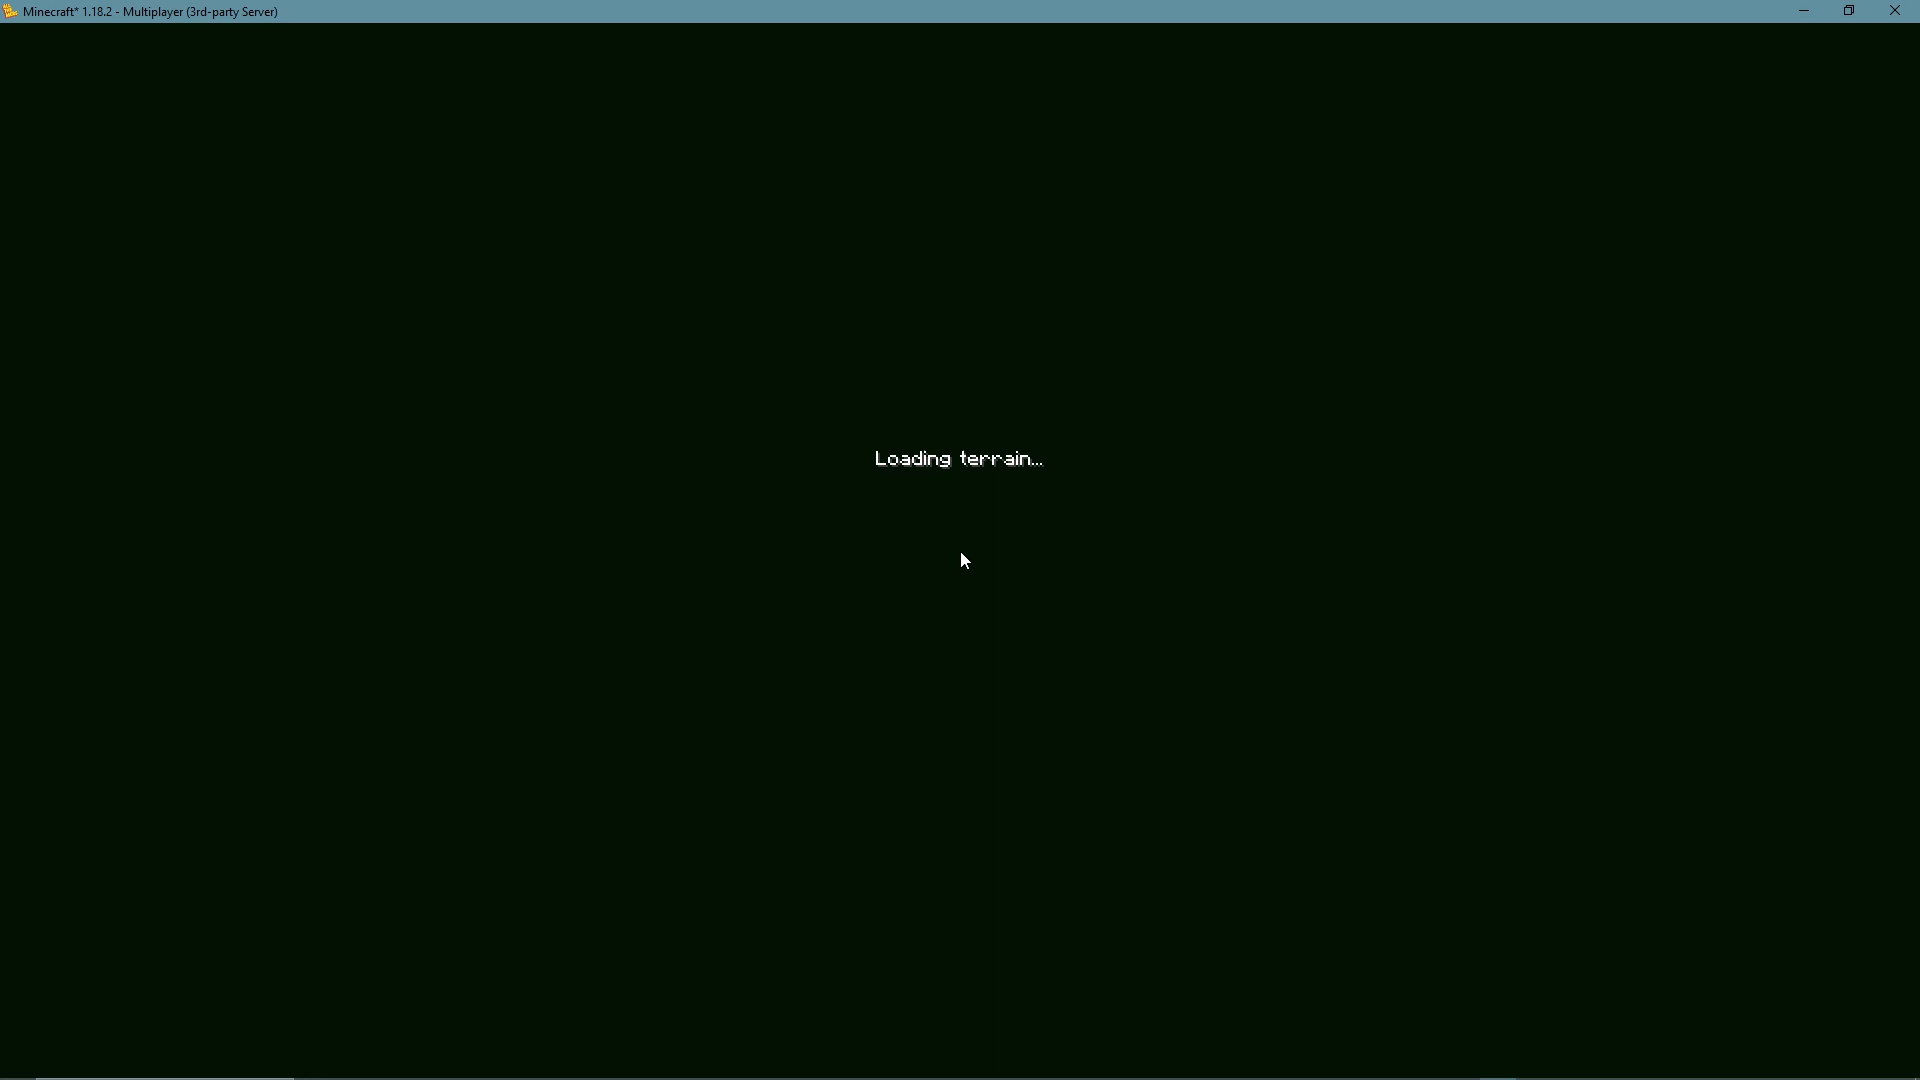 Minecraft* 1.18.2 - Multiplayer (3rd-party Server)
Loading terrain...